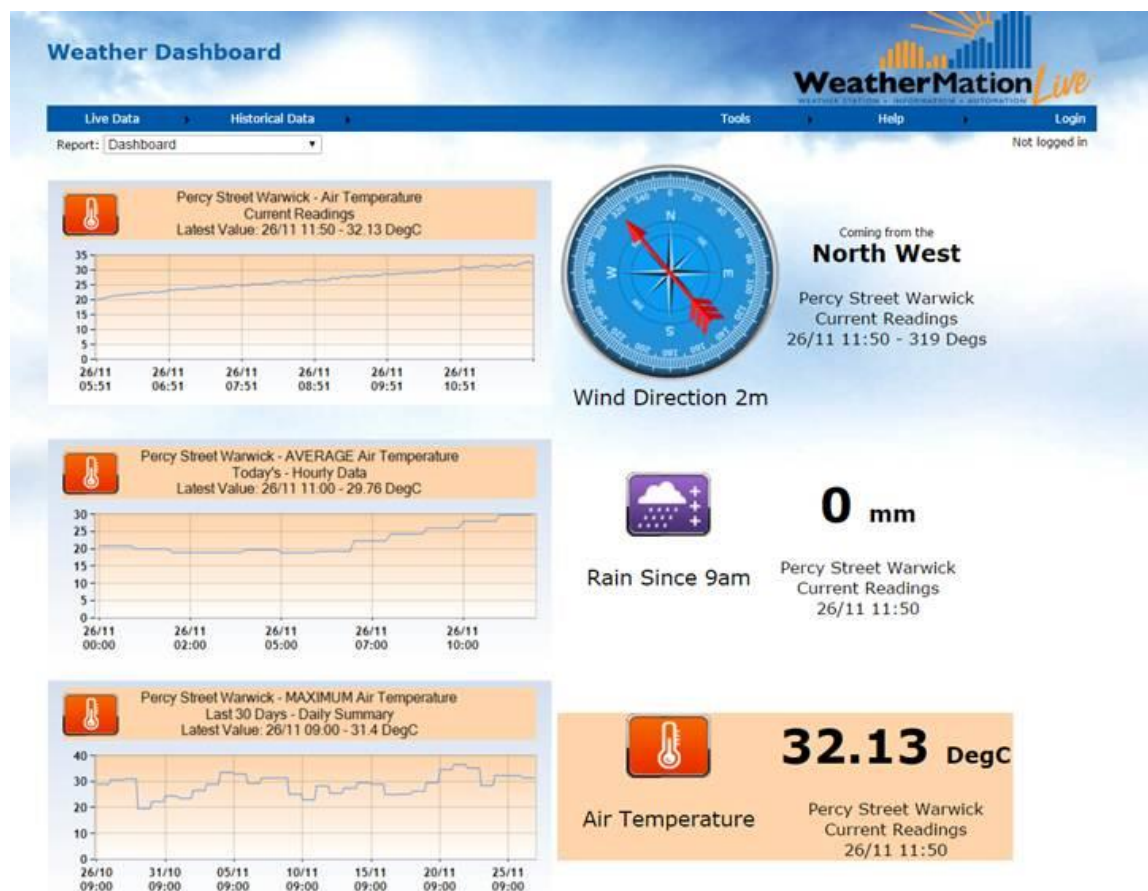 Weather Dashboard
WeatherMation Live
WEATHER STATION • INFORMATION • AUTOMATION
Live Data Historical Data Tools Help Login
Report: Dashboard Not logged in
Percy Street Warwick - Air Temperature
Current Readings
Latest Value: 26/11 11:50 - 32.13 DegC
35
30
25
20
15
10
5
0
26/11 26/11 26/11 26/11 26/11 26/11
05:51 06:51 07:51 08:51 09:51 10:51
N
E
S
W
Wind Direction 2m
Coming from the
North West
Percy Street Warwick
Current Readings
26/11 11:50 - 319 Degs
Percy Street Warwick - AVERAGE Air Temperature
Today's - Hourly Data
Latest Value: 26/11 11:00 - 29.76 DegC
30
25
20
15
10
5
0
26/11 26/11 26/11 26/11 26/11
00:00 02:00 05:00 07:00 10:00
Rain Since 9am
0 mm
Percy Street Warwick
Current Readings
26/11 11:50
Percy Street Warwick - MAXIMUM Air Temperature
Last 30 Days - Daily Summary
Latest Value: 26/11 09:00 - 31.4 DegC
40
30
20
10
0
26/10 31/10 05/11 10/11 15/11 20/11 25/11
09:00 09:00 09:00 09:00 09:00 09:00 09:00
Air Temperature
32.13 DegC
Percy Street Warwick
Current Readings
26/11 11:50